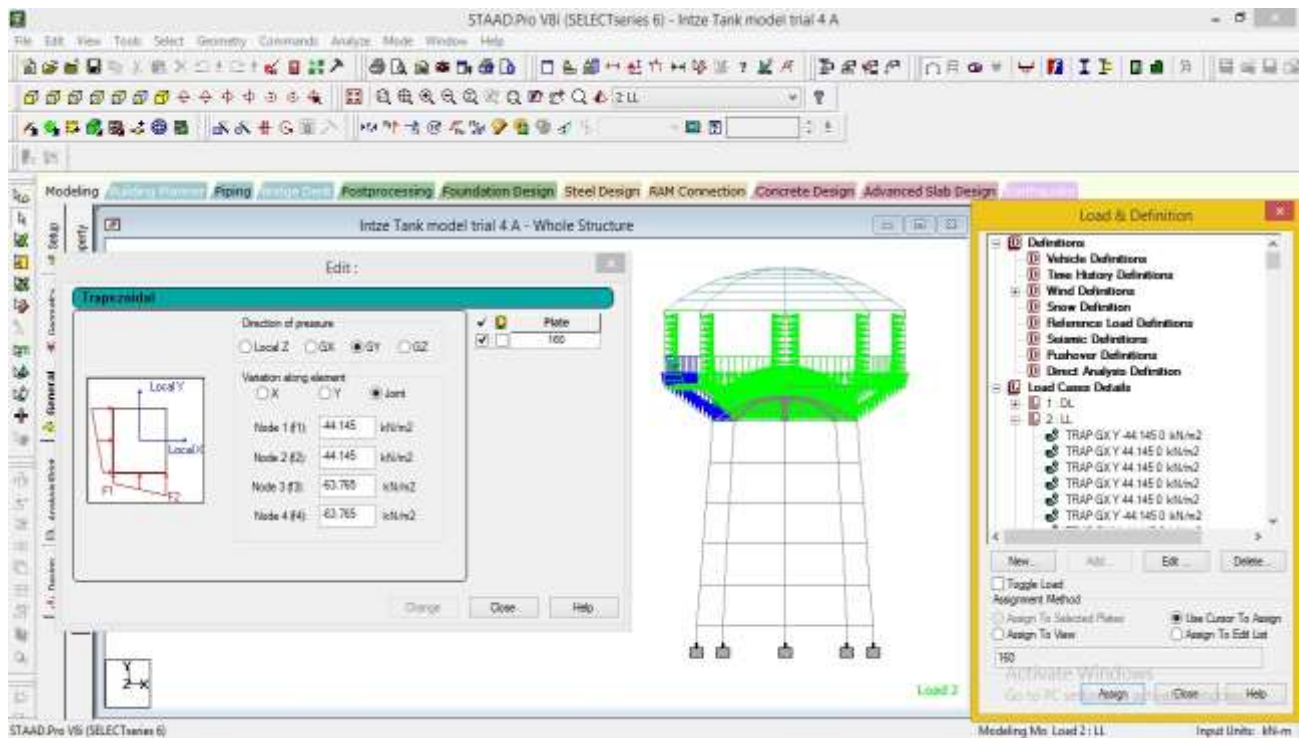 STAAD.Pro V8i (SELECTseries 6) - Intze Tank model trial 4 A
File Edit View Tools Select Geometry Commands Analyze Mode Window Help
2 LL
Modeling Piping Postprocessing Foundation Design Steel Design RAM Connection Concrete Design Advanced Slab Design
Setup
General
Intze Tank model trial 4 A - Whole Structure
Edit :
Trapezoidal
Direction of pressure
Local Z GX GY GZ
Variation along element
X Y Joint
Node 1 (f1): -44.145 kN/m2
Node 2 (f2): -44.145 kN/m2
Node 3 (f3): -63.765 kN/m2
Node 4 (f4): -63.765 kN/m2
Local Y
Local X
F1 F2
Plate
160
Change Close Help
Y
Z X
Load 2
Load & Definition
Definitions
Vehicle Definitions
Time History Definitions
Wind Definitions
Snow Definition
Reference Load Definitions
Seismic Definitions
Pushover Definitions
Direct Analysis Definition
Load Cases Details
1 : DL
2 : LL
TRAP GX Y -44.145 0 kN/m2
TRAP GX Y 44.145 0 kN/m2
TRAP GX Y 44.145 0 kN/m2
TRAP GX Y 44.145 0 kN/m2
TRAP GX Y 44.145 0 kN/m2
TRAP GX Y -44.145 0 kN/m2
New... Add... Edit ... Delete...
Toggle Load
Assignment Method
Assign To Selected Plates Use Cursor To Assign
Assign To View Assign To Edit List
160
Activate Windows
Go to PC
Assign Close Help
STAAD.Pro V8i (SELECTseries 6)
Modeling Mo Load 2 : LL Input Units: kN-m